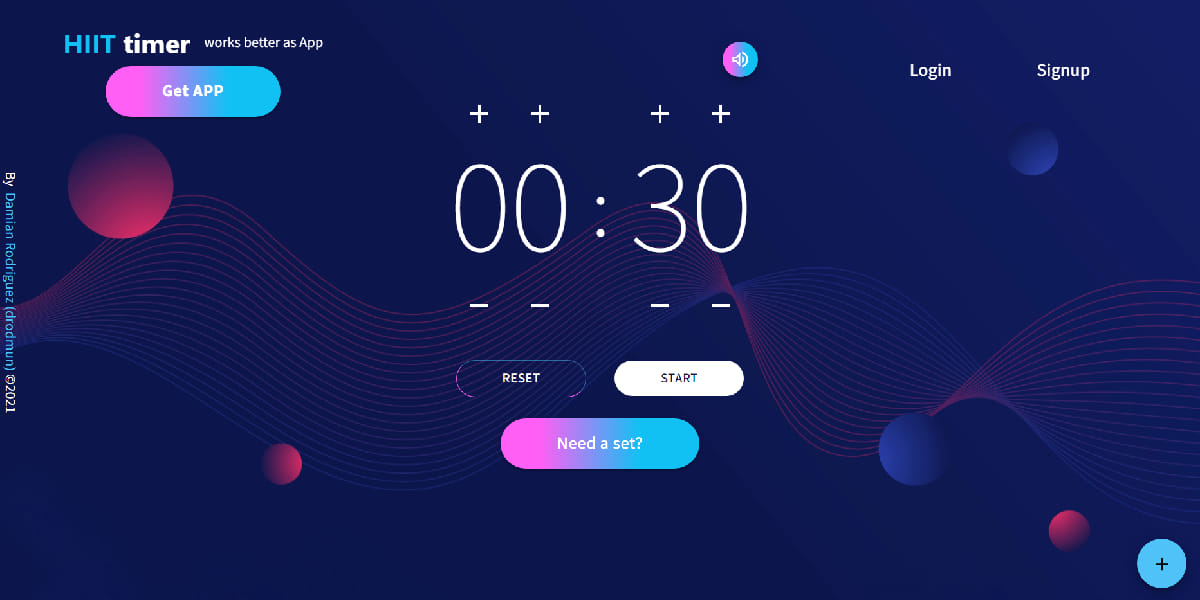 HIIT timer works better as App
Get APP
Login
Signup
+ + + +
00 : 30
− − − −
RESET
START
Need a set?
By Damian Rodriguez (drodmun) ©2021
+